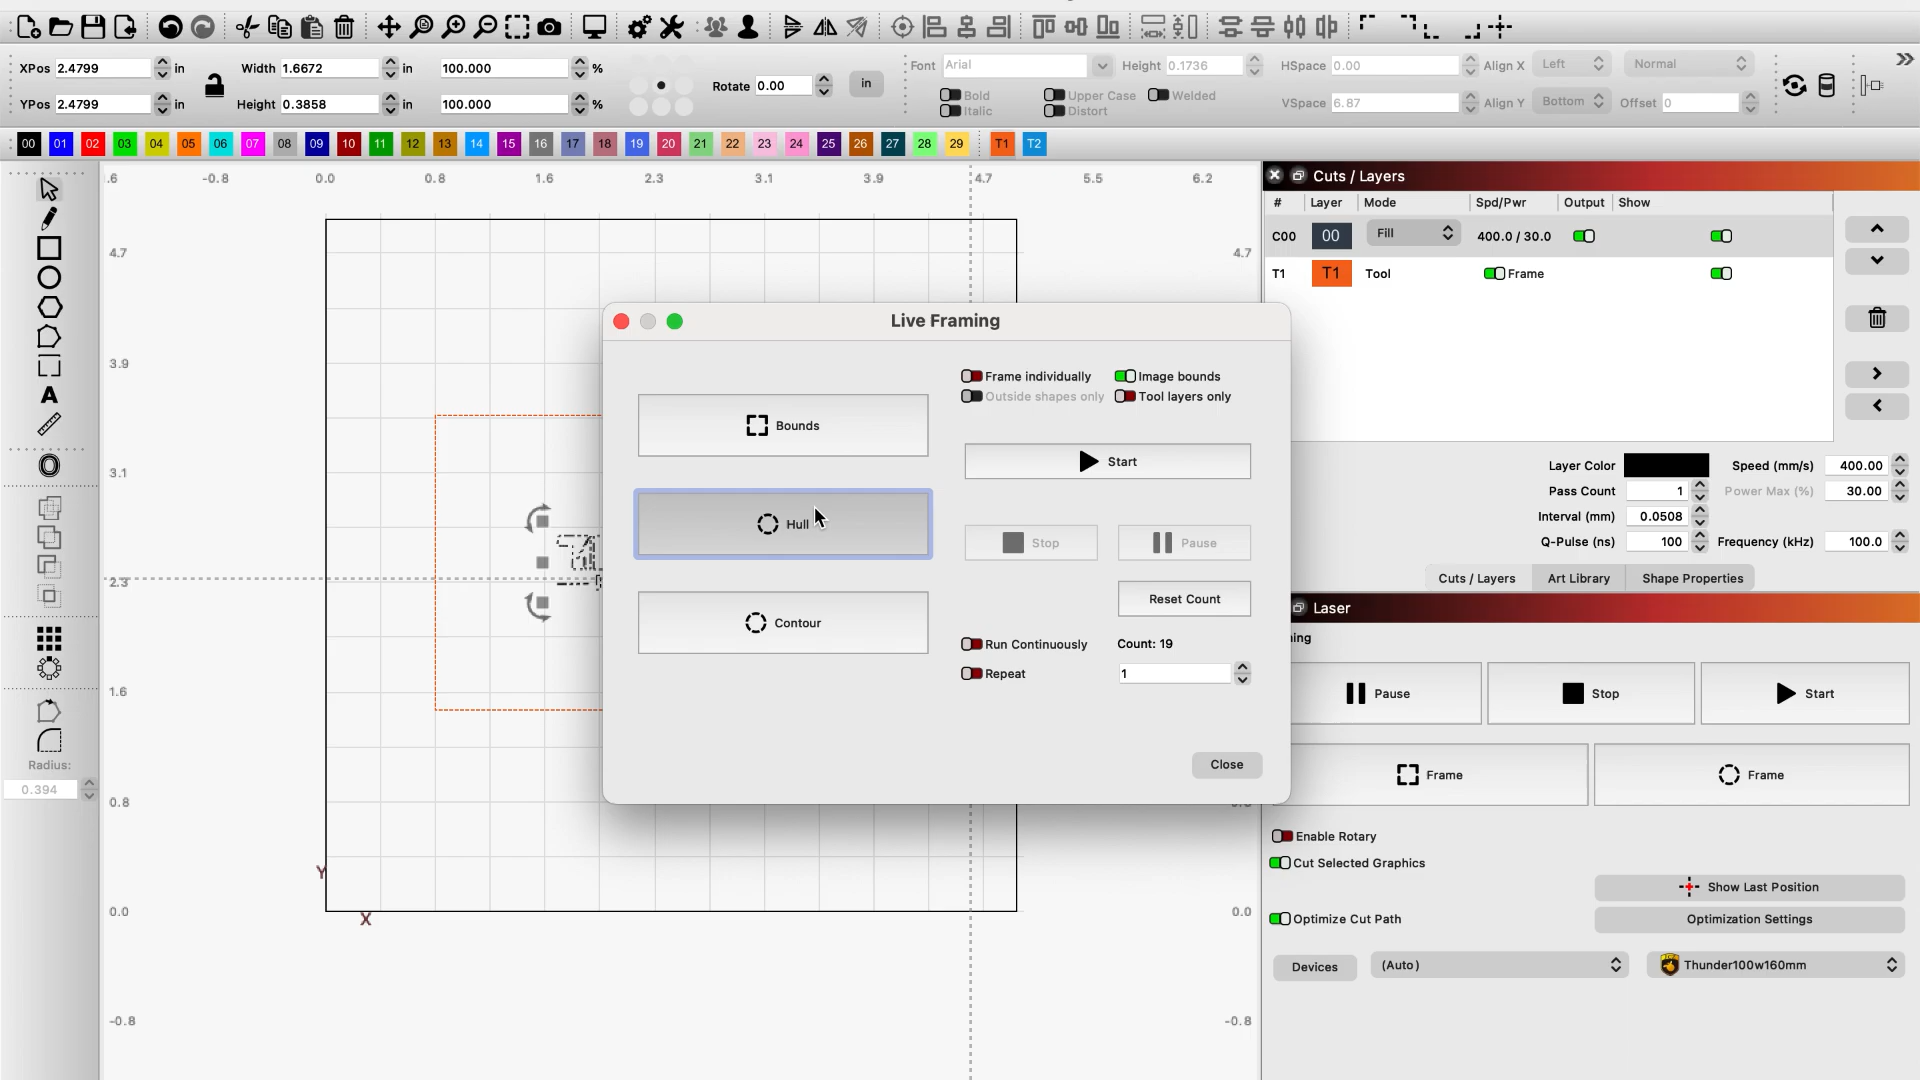 XPos 2.4799 in Width 1.6672 in 100.000 % Rotate 0.00 in Font Arial Height 0.1736 HSpace 0.00 Align X Left Normal
YPos 2.4799 in Height 0.3858 in 100.000 % Bold Italic Upper Case Distort Welded VSpace 6.87 Align Y Bottom Offset 0
00 01 02 03 04 05 06 07 08 09 10 11 12 13 14 15 16 17 18 19 20 21 22 23 24 25 26 27 28 29 T1 T2
.6 -0.8 0.0 0.8 1.6 2.3 3.1 3.9 4.7 5.5 6.2
4.7 4.7
3.9
3.1
2.3
1.6
0.8
0.0 0.0
-0.8 -0.8
Y
X
A
Radius:
0.394
Live Framing
Bounds
Hull
Contour
Frame individually Image bounds
Outside shapes only Tool layers only
Start
Stop Pause
Reset Count
Run Continuously Count: 19
Repeat 1
Close
Cuts / Layers
# Layer Mode Spd/Pwr Output Show
C00 00 Fill 400.0 / 30.0
T1 T1 Tool Frame
Layer Color Speed (mm/s) 400.00
Pass Count 1 Power Max (%) 30.00
Interval (mm) 0.0508
Q-Pulse (ns) 100 Frequency (kHz) 100.0
Cuts / Layers Art Library Shape Properties
Laser
ing
Pause Stop Start
Frame Frame
Enable Rotary
Cut Selected Graphics
Show Last Position
Optimize Cut Path Optimization Settings
Devices (Auto) Thunder100w160mm